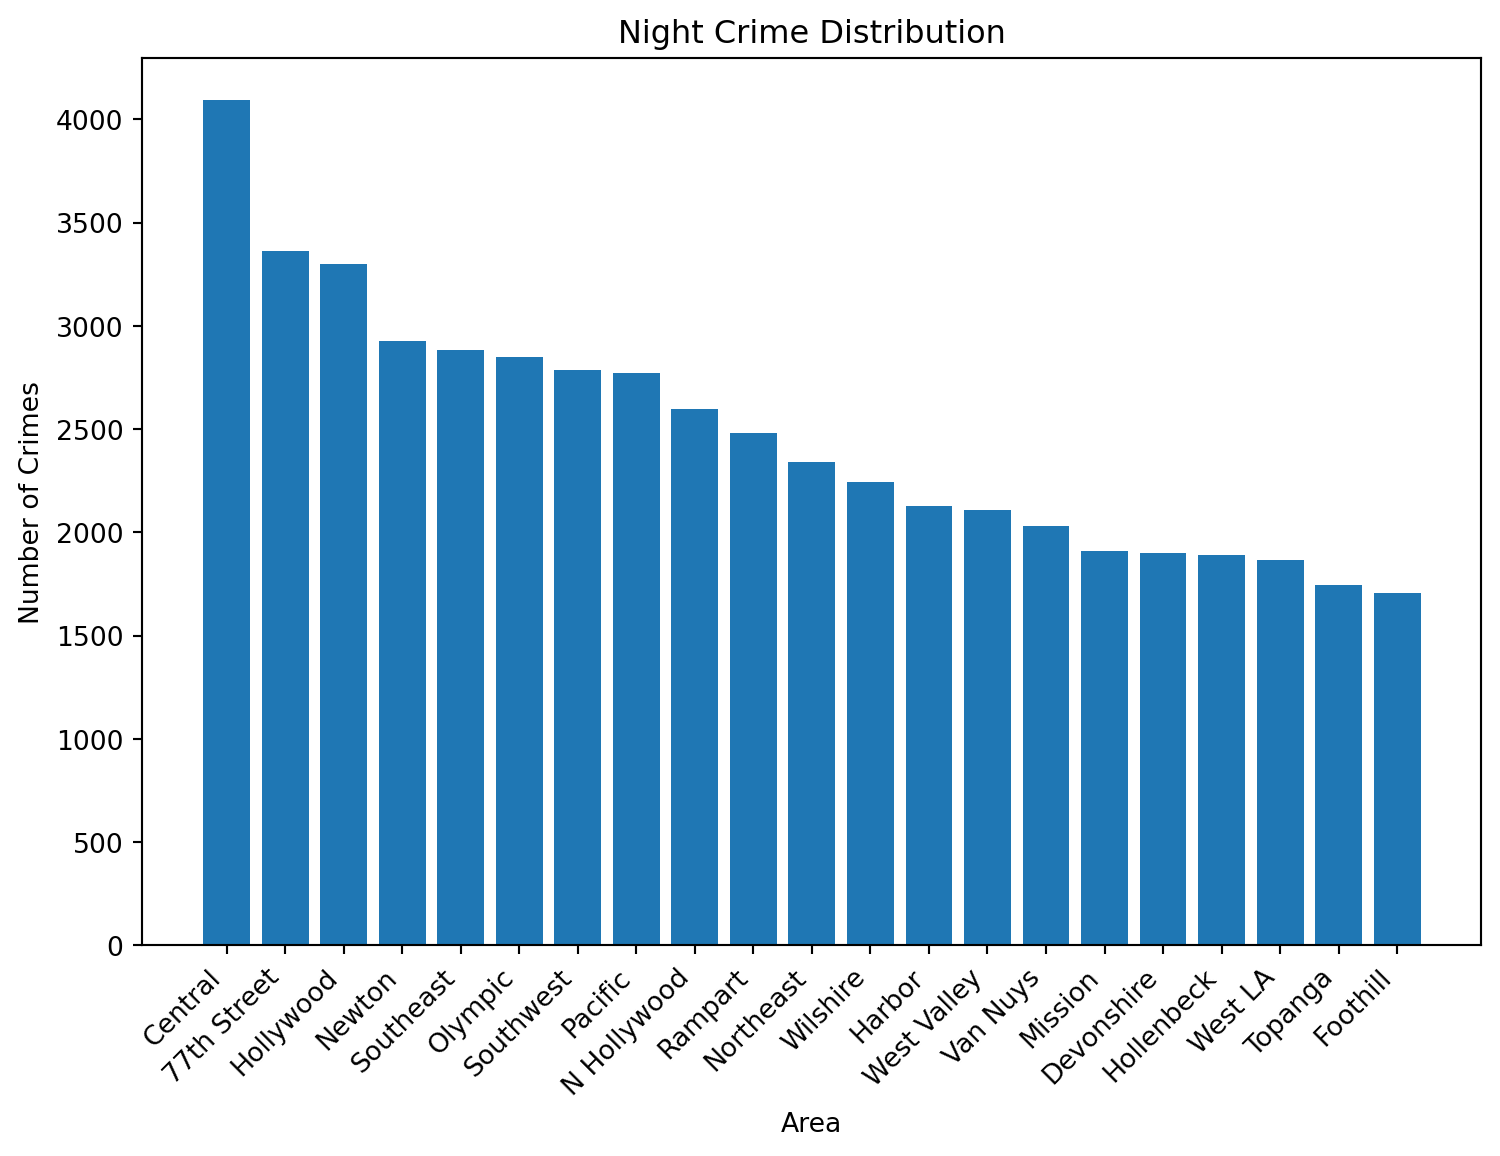 Night Crime Distribution
4000
3500
3000
2500
2000
1500
1000
500
0
Number of Crimes
Central
77th Street
Hollywood
Newton
Southeast
Olympic
Southwest
Pacific
N Hollywood
Rampart
Northeast
Wilshire
Harbor
West Valley
Van Nuys
Mission
Devonshire
Hollenbeck
West LA
Topanga
Foothill
Area